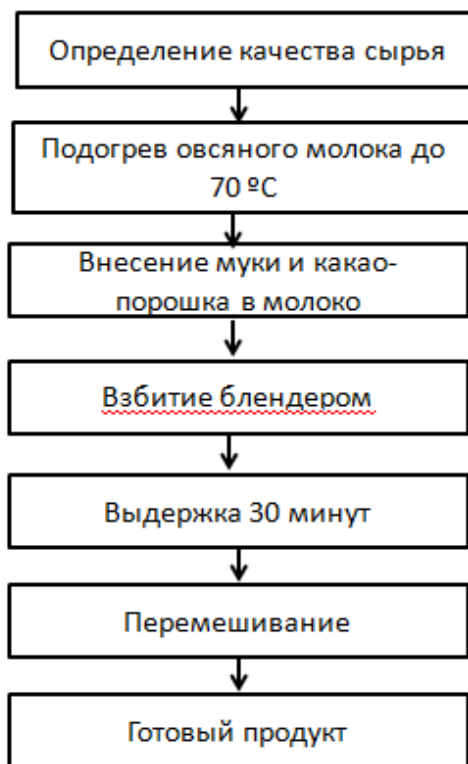 Определение качества сырья
Подогрев овсяного молока до
70 ºС
Внесение муки и какао-
порошка в молоко
Взбитие блендером
Выдержка 30 минут
Перемешивание
Готовый продукт